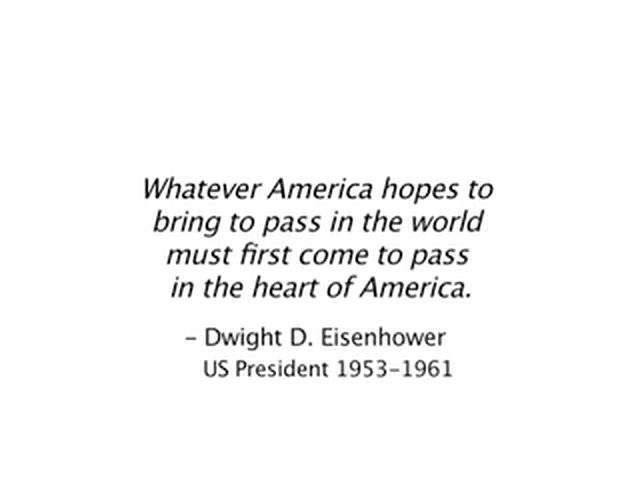 Whatever America hopes to
bring to pass in the world
must first come to pass
in the heart of America.
– Dwight D. Eisenhower
US President 1953–1961